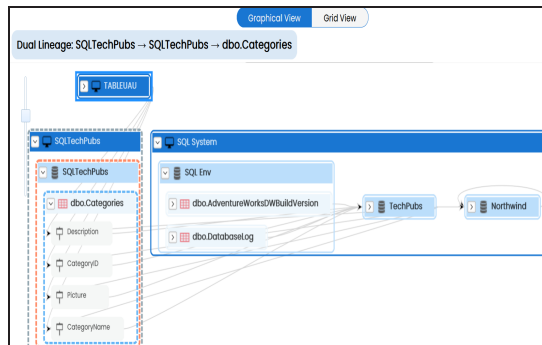 Graphical View Grid View
Dual Lineage: SQLTechPubs → SQLTechPubs → dbo.Categories
TABLEUAU
SQLTechPubs
SQL System
SQLTechPubs
SQL Env
dbo.Categories
dbo.AdventureWorksDWBuildVersion
TechPubs
Northwind
Description
dbo.DatabaseLog
CategoryID
Picture
CategoryName